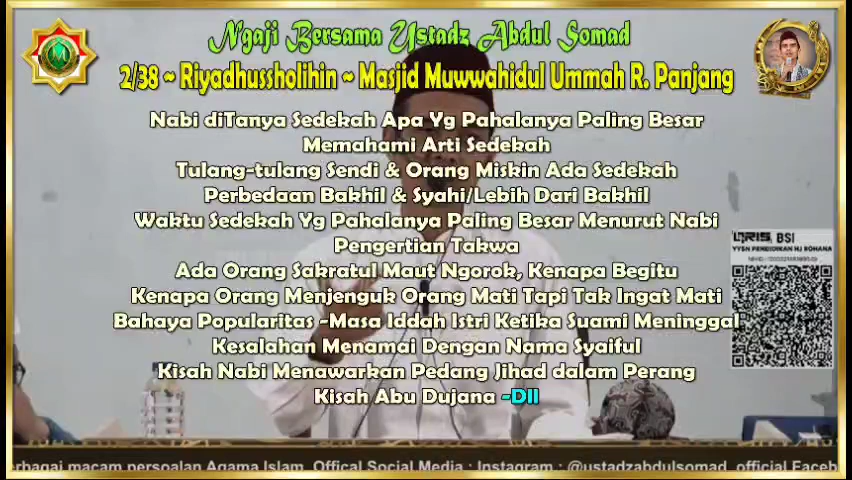 Ngaji Bersama Ustadz Abdul Somad
2/38 ~ Riyadhussholihin ~ Masjid Muwwahidul Ummah R. Panjang
Nabi diTanya Sedekah Apa Yg Pahalanya Paling Besar
Memahami Arti Sedekah
Tulang-tulang Sendi & Orang Miskin Ada Sedekah
Perbedaan Bakhil & Syahi/Lebih Dari Bakhil
Waktu Sedekah Yg Pahalanya Paling Besar Menurut Nabi
Pengertian Takwa
Ada Orang Sakratul Maut Ngorok, Kenapa Begitu
Kenapa Orang Menjenguk Orang Mati Tapi Tak Ingat Mati
Bahaya Popularitas -Masa Iddah Istri Ketika Suami Meninggal
Kesalahan Menamai Dengan Nama Syaiful
Kisah Nabi Menawarkan Pedang Jihad dalam Perang
Kisah Abu Dujana -Dll
QRIS BSI
YYSN PENDIDIKAN HJ ROHANA
erbagai macam persoalan Agama Islam. Offical Social Media : Instagram : @ustadzabdulsomad_official Faceb